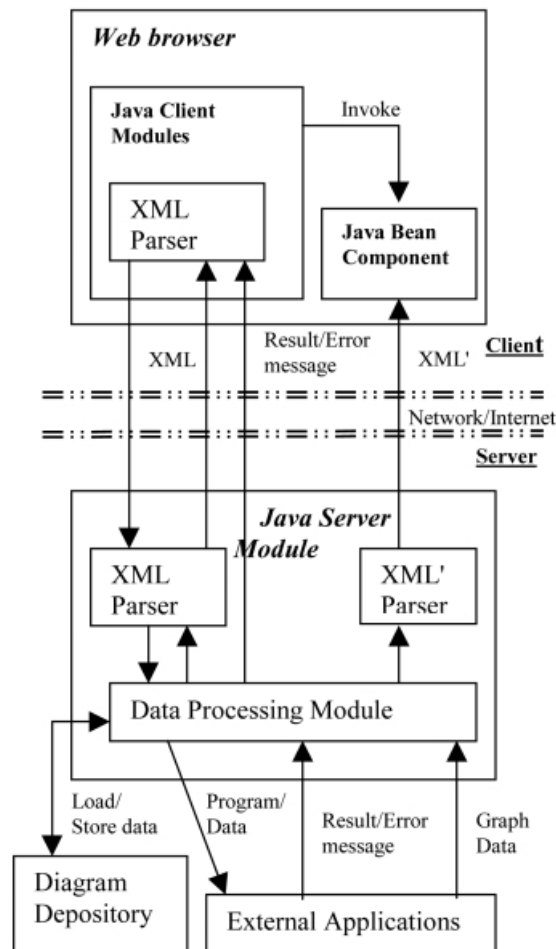 Web browser
Java Client
Modules
Invoke
XML
Parser
Java Bean
Component
XML
Result/Error
message
XML'
Client
Network/Internet
Server
Java Server
Module
XML
Parser
XML'
Parser
Data Processing Module
Load/
Store data
Program/
Data
Result/Error
message
Graph
Data
Diagram
Depository
External Applications